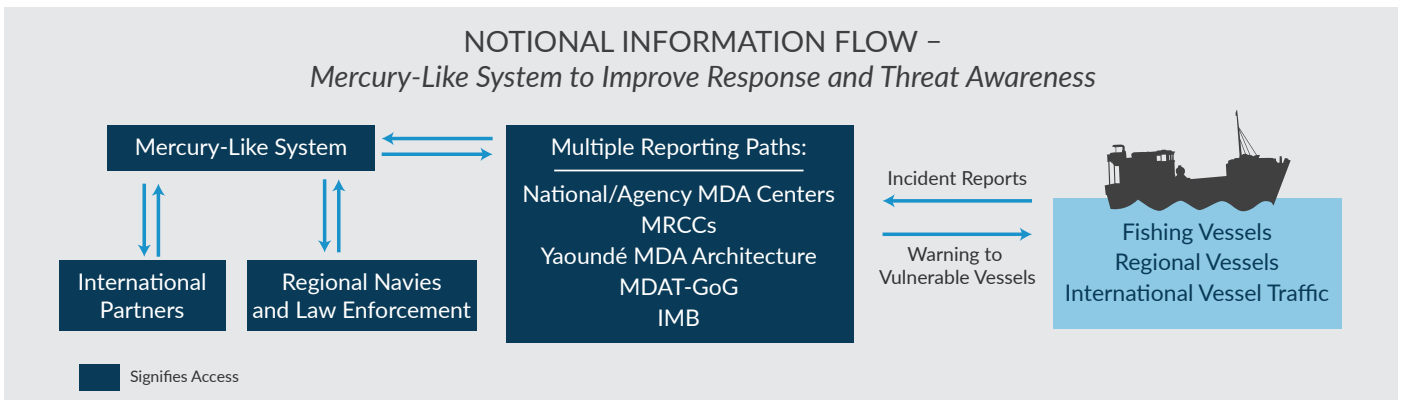 NOTIONAL INFORMATION FLOW –
Mercury-Like System to Improve Response and Threat Awareness
Mercury-Like System
International
Partners
Regional Navies
and Law Enforcement
Multiple Reporting Paths:
National/Agency MDA Centers
MRCCs
Yaoundé MDA Architecture
MDAT-GoG
IMB
Incident Reports
Warning to
Vulnerable Vessels
Fishing Vessels
Regional Vessels
International Vessel Traffic
Signifies Access